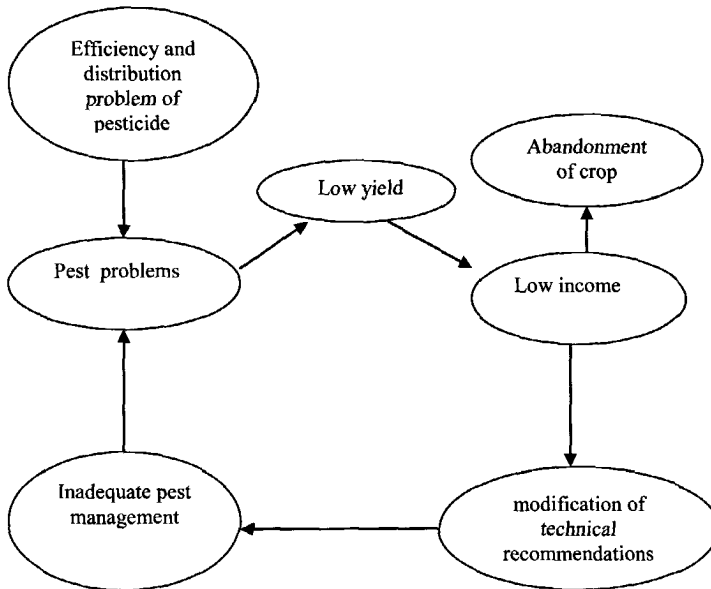 Efficiency and
distribution
problem of
pesticide
Low yield
Abandonment
of crop
Pest problems
Low income
Inadequate pest
management
modification of
technical
recommendations